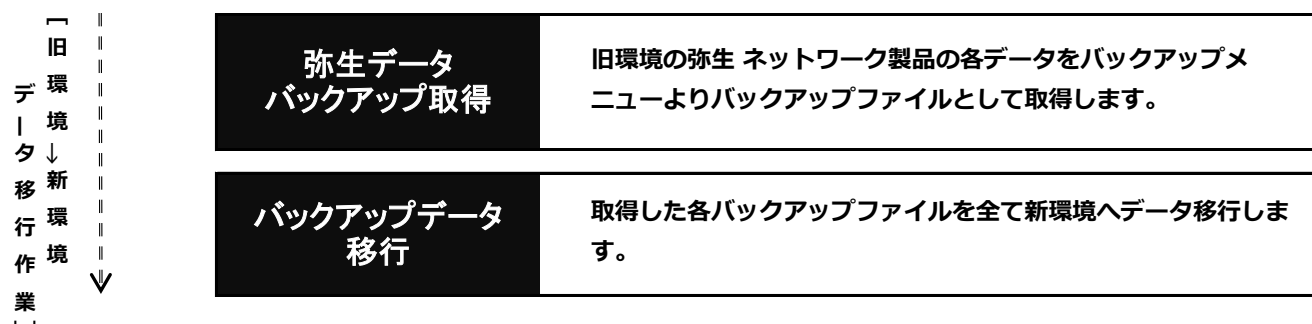 [旧環境→新環境
データ移行作業]
弥生データ
バックアップ取得
旧環境の弥生 ネットワーク製品の各データをバックアップメ
ニューよりバックアップファイルとして取得します。
バックアップデータ
移行
取得した各バックアップファイルを全て新環境へデータ移行しま
す。